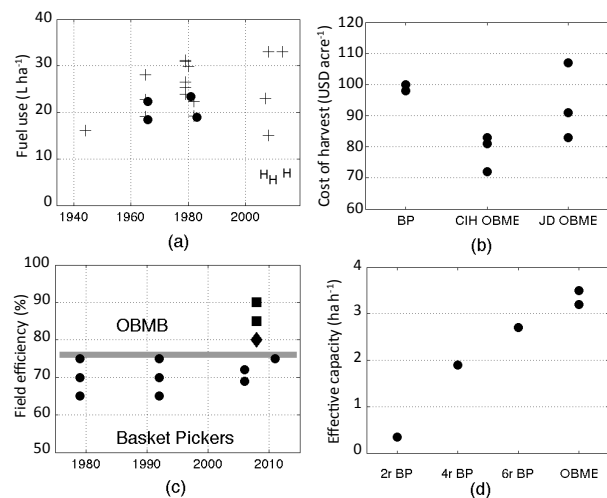 Fuel use (L ha-1)
50
40
30
20
10
0
1940 1960 1980 2000
H H H
(a)
Cost of harvest (USD acre-1)
120
110
100
90
80
70
60
BP CIH OBME JD OBME
(b)
Field efficiency (%)
100
90
80
70
60
50
OBMB
Basket Pickers
1980 1990 2000 2010
(c)
Effective capacity (ha h-1)
4
3
2
1
0
2r BP 4r BP 6r BP OBME
(d)